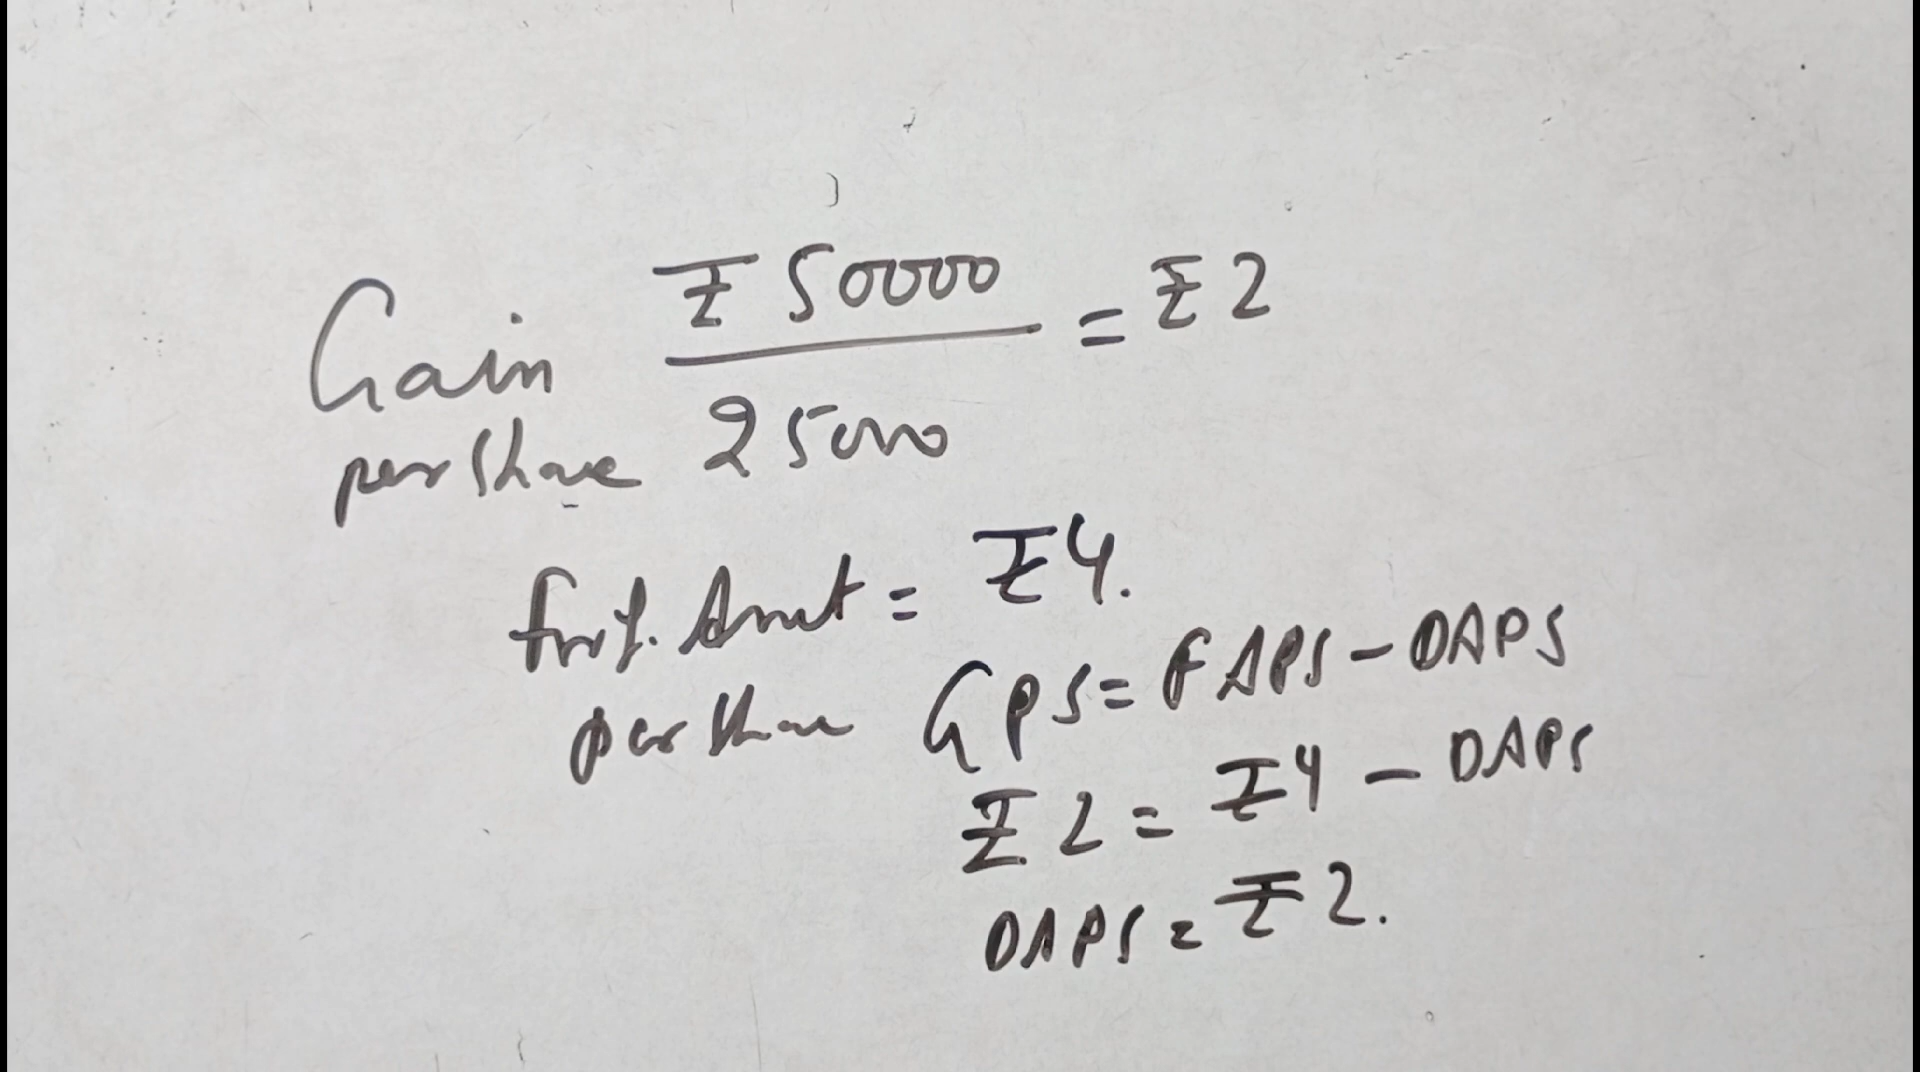 Gain per Share ₹50000 / 25000 = ₹2
Forf. Amt per Share = ₹4.
GPS = FAPS - DAPS
₹2 = ₹4 - DAPS
DAPS = ₹2.